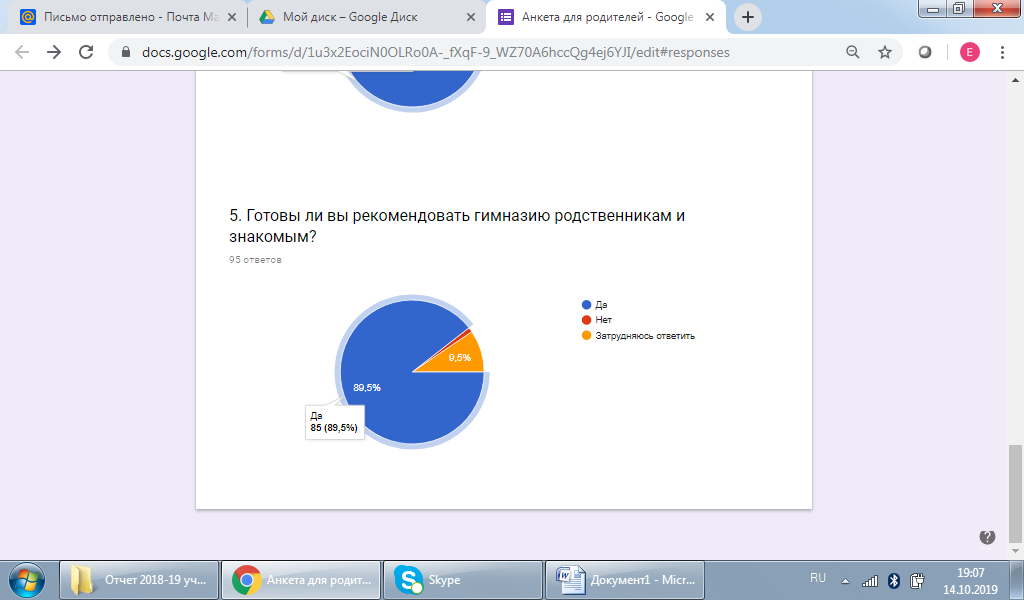 Письмо отправлено - Почта Ma
Мой диск – Google Диск
Анкета для родителей - Google
docs.google.com/forms/d/1u3x2EociN0OLRo0A-_fXqF-9_WZ70A6hccQg4ej6YJI/edit#responses
E
5. Готовы ли вы рекомендовать гимназию родственникам и
знакомым?
95 ответов
Да
Нет
Затрудняюсь ответить
9,5%
89,5%
Да
85 (89,5%)
Отчет 2018-19 уч...
Анкета для родит...
Skype
Документ1 - Micr...
RU
19:07
14.10.2019